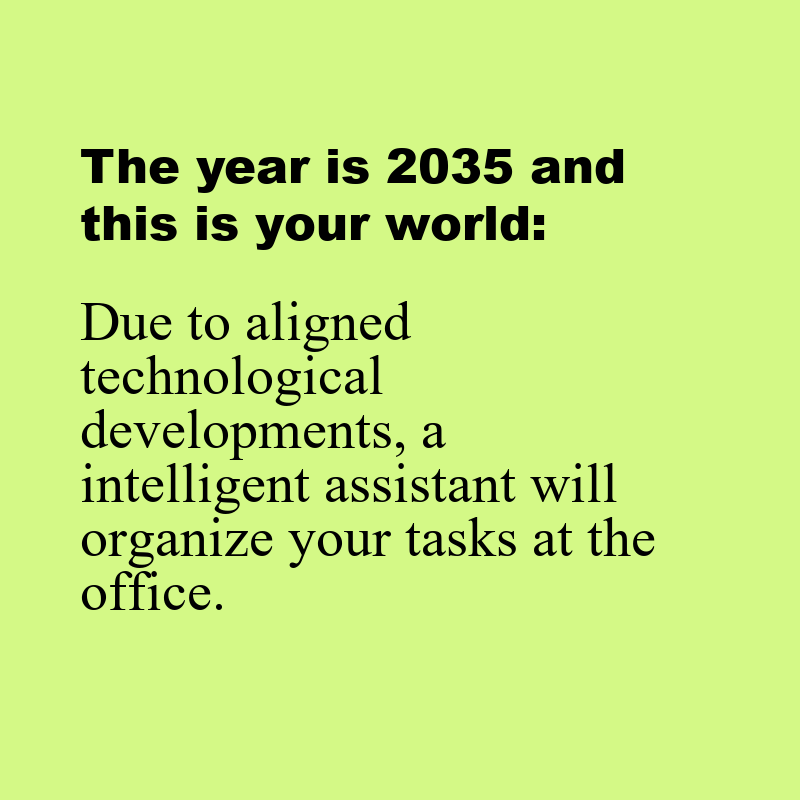 The year is 2035 and
this is your world:
Due to aligned
technological
developments, a
intelligent assistant will
organize your tasks at the
office.